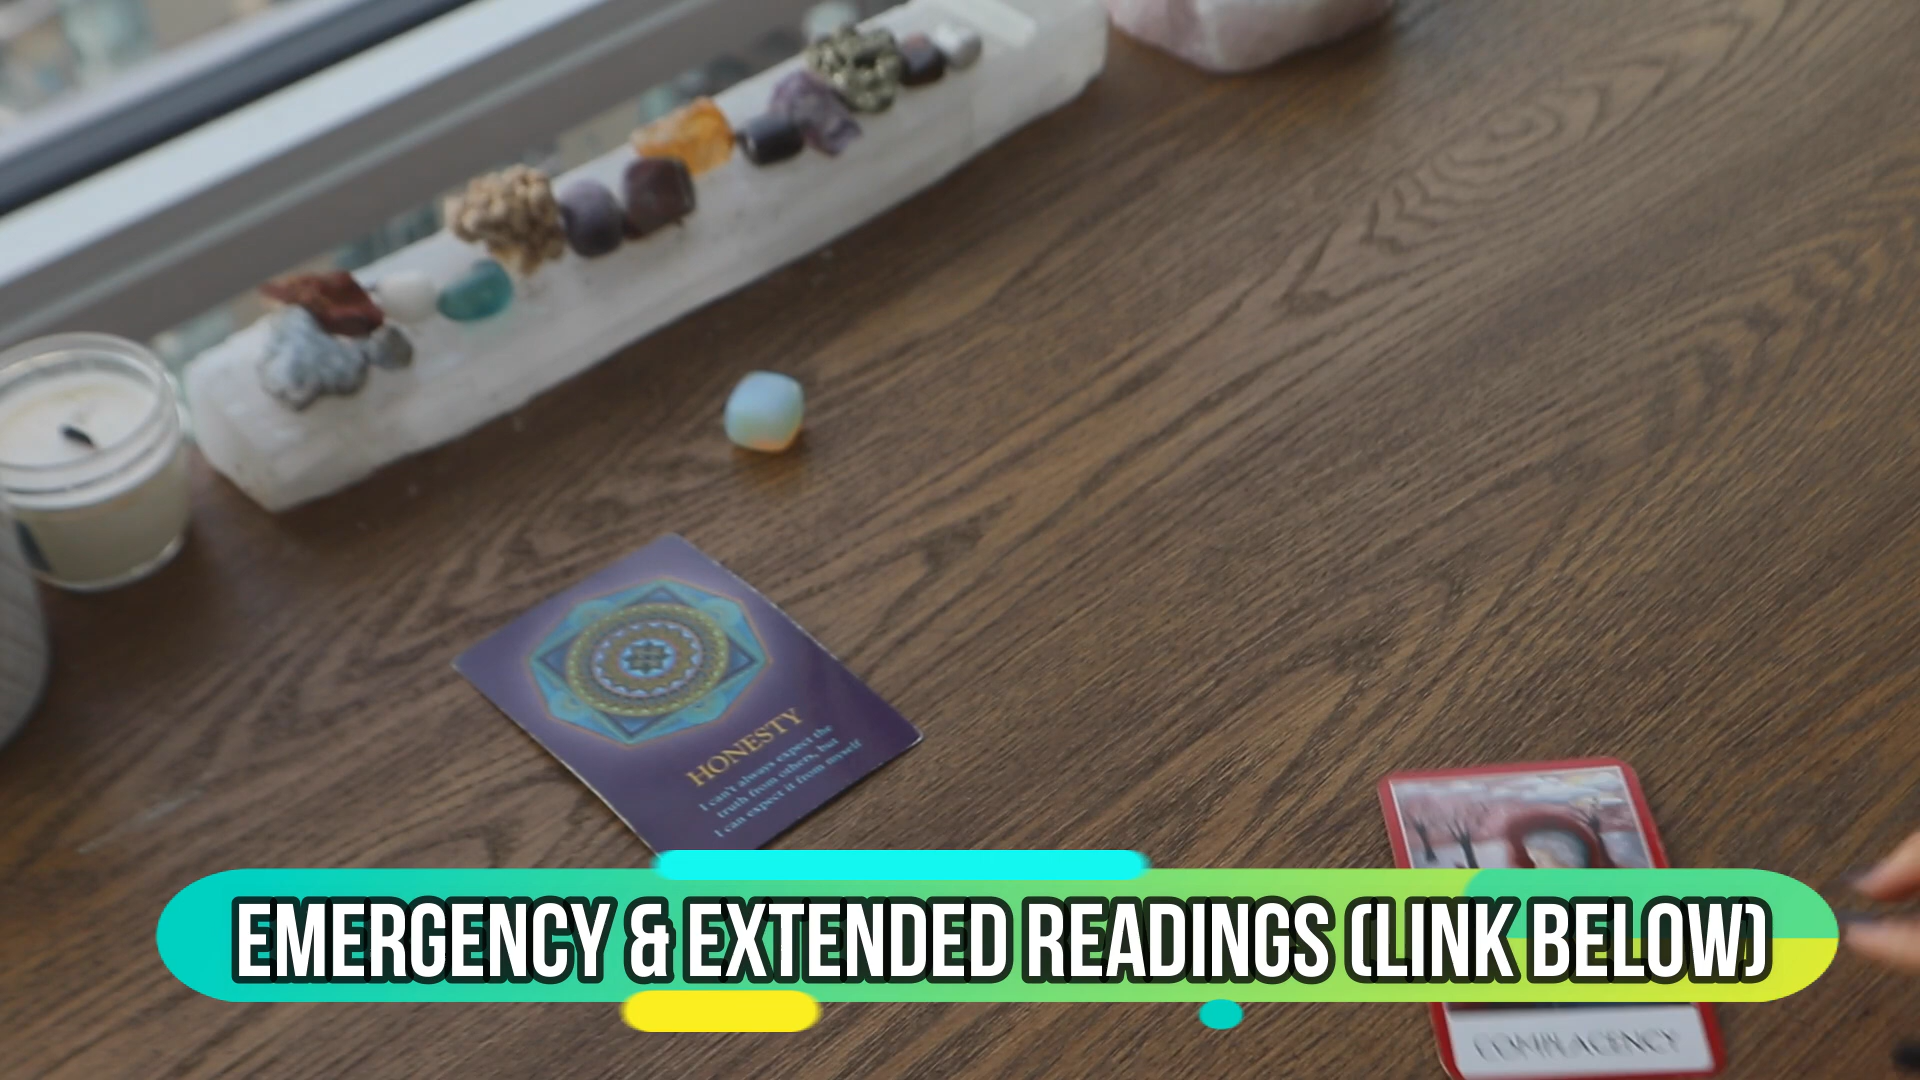 HONESTY
I can't always expect the
truth from others, but
I can expect it from myself
EMERGENCY & EXTENDED READINGS (LINK BELOW)
COMPLACENCY